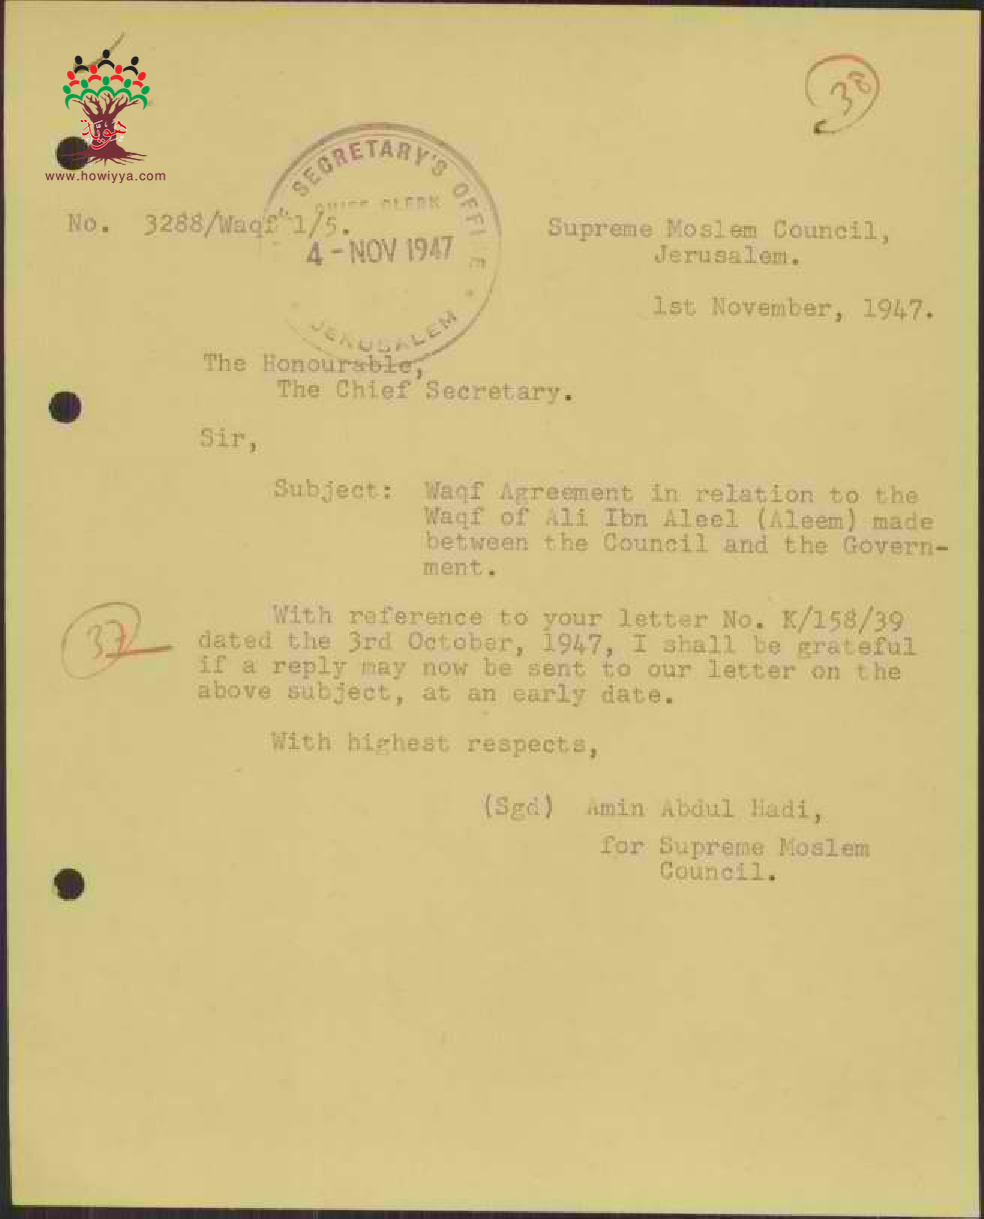 38
هوية
www.howiyya.com
SECRETARY'S OFFICE
CHIEF CLERK
4-NOV 1947
JERUSALEM
No. 3288/Waqf 1/5.
Supreme Moslem Council,
Jerusalem.
1st November, 1947.
The Honourable,
The Chief Secretary.
Sir,
Subject: Waqf Agreement in relation to the
Waqf of Ali Ibn Aleel (Aleem) made
between the Council and the Govern-
ment.
37
With reference to your letter No. K/158/39
dated the 3rd October, 1947, I shall be grateful
if a reply may now be sent to our letter on the
above subject, at an early date.
With highest respects,
(Sgd) Amin Abdul Hadi,
for Supreme Moslem
Council.